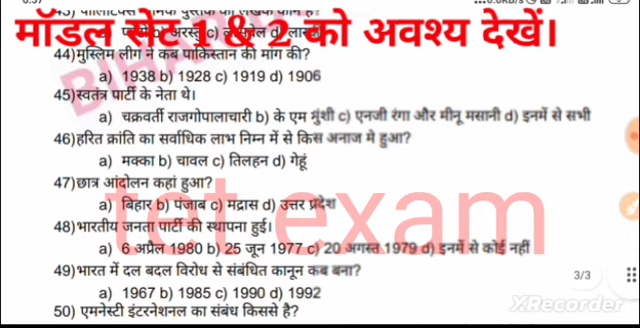 मॉडल सेट 1 & 2 को अवश्य देखें।
44)मुस्लिम लीग ने कब पाकिस्तान की मांग की?
a) 1938 b) 1928 c) 1919 d) 1906
45)स्वतंत्र पार्टी के नेता थे।
a) चक्रवर्ती राजगोपालाचारी b) के एम मुंशी c) एनजी रंगा और मीनू मसानी d) इनमें से सभी
46)हरित क्रांति का सर्वाधिक लाभ निम्न में से किस अनाज मे हुआ?
a) मक्का b) चावल c) तिलहन d) गेहूं
47)छात्र आंदोलन कहां हुआ?
a) बिहार b) पंजाब c) मद्रास d) उत्तर प्रदेश
tet exam
48)भारतीय जनता पार्टी की स्थापना हुई।
a) 6 अप्रैल 1980 b) 25 जून 1977 c) 20 अगस्त 1979 d) इनमें से कोई नहीं
49)भारत में दल बदल विरोध से संबंधित कानून कब बना?
3/3
a) 1967 b) 1985 c) 1990 d) 1992
XRecorder
50) एमनेस्टी इंटरनेशनल का संबंध किससे है?